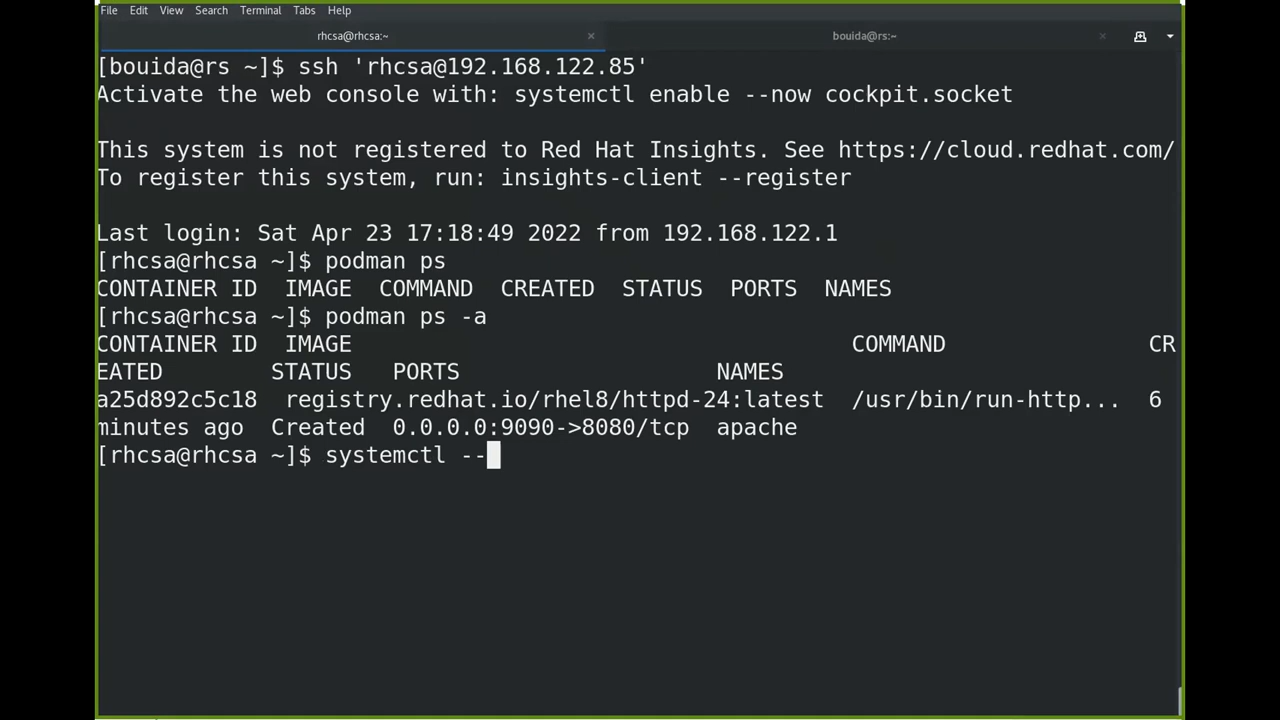 File Edit View Search Terminal Tabs Help
rhcsa@rhcsa:~ × bouida@rs:~ ×
[bouida@rs ~]$ ssh 'rhcsa@192.168.122.85'
Activate the web console with: systemctl enable --now cockpit.socket
This system is not registered to Red Hat Insights. See https://cloud.redhat.com/
To register this system, run: insights-client --register
Last login: Sat Apr 23 17:18:49 2022 from 192.168.122.1
[rhcsa@rhcsa ~]$ podman ps
CONTAINER ID  IMAGE  COMMAND  CREATED  STATUS  PORTS  NAMES
[rhcsa@rhcsa ~]$ podman ps -a
CONTAINER ID  IMAGE                                     COMMAND               CR
EATED        STATUS   PORTS                   NAMES
a25d892c5c18  registry.redhat.io/rhel8/httpd-24:latest  /usr/bin/run-http...  6
minutes ago  Created  0.0.0.0:9090->8080/tcp  apache
[rhcsa@rhcsa ~]$ systemctl --